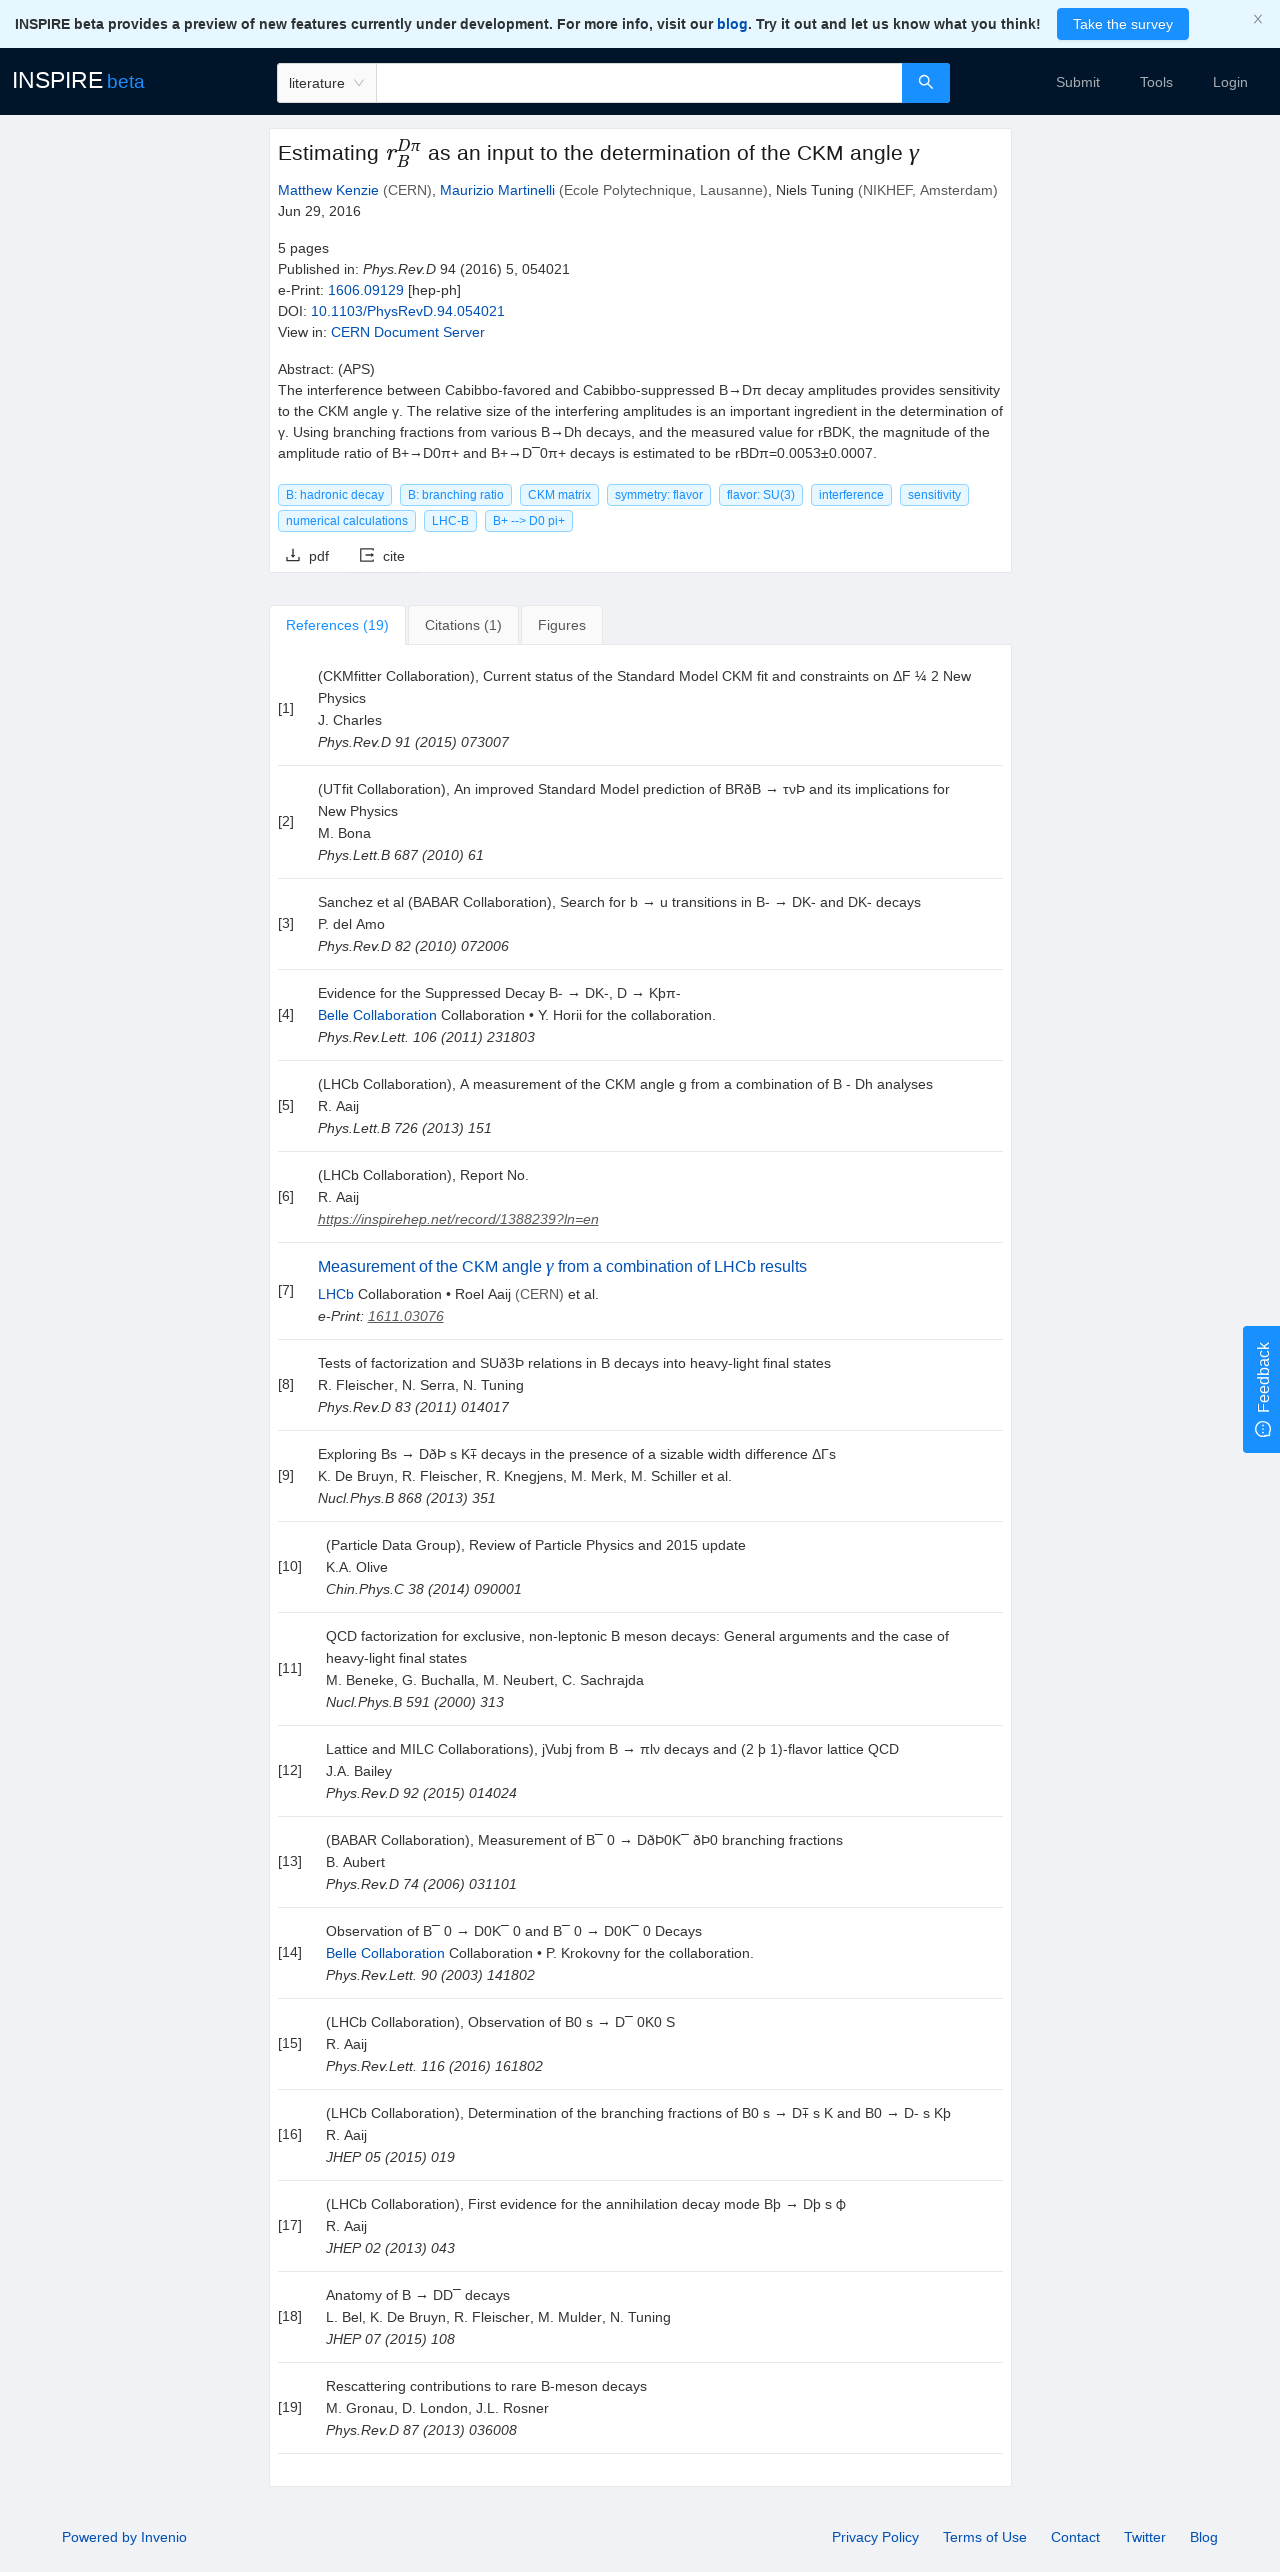 INSPIRE beta provides a preview of new features currently under development. For more info, visit our blog. Try it out and let us know what you think! Take the survey
INSPIRE beta literature Submit Tools Login
Estimating r_B^{Dπ} as an input to the determination of the CKM angle γ
Matthew Kenzie (CERN), Maurizio Martinelli (Ecole Polytechnique, Lausanne), Niels Tuning (NIKHEF, Amsterdam)
Jun 29, 2016
5 pages
Published in: Phys.Rev.D 94 (2016) 5, 054021
e-Print: 1606.09129 [hep-ph]
DOI: 10.1103/PhysRevD.94.054021
View in: CERN Document Server
Abstract: (APS)
The interference between Cabibbo-favored and Cabibbo-suppressed B→Dπ decay amplitudes provides sensitivity
to the CKM angle γ. The relative size of the interfering amplitudes is an important ingredient in the determination of
γ. Using branching fractions from various B→Dh decays, and the measured value for rBDK, the magnitude of the
amplitude ratio of B+→D0π+ and B+→D¯0π+ decays is estimated to be rBDπ=0.0053±0.0007.
B: hadronic decay B: branching ratio CKM matrix symmetry: flavor flavor: SU(3) interference sensitivity
numerical calculations LHC-B B+ --> D0 pi+
pdf cite
References (19) Citations (1) Figures
[1]
(CKMfitter Collaboration), Current status of the Standard Model CKM fit and constraints on ΔF ¼ 2 New
Physics
J. Charles
Phys.Rev.D 91 (2015) 073007
[2]
(UTfit Collaboration), An improved Standard Model prediction of BRðB → τνÞ and its implications for
New Physics
M. Bona
Phys.Lett.B 687 (2010) 61
[3]
Sanchez et al (BABAR Collaboration), Search for b → u transitions in B- → DK- and DK- decays
P. del Amo
Phys.Rev.D 82 (2010) 072006
[4]
Evidence for the Suppressed Decay B- → DK-, D → Kþπ-
Belle Collaboration Collaboration • Y. Horii for the collaboration.
Phys.Rev.Lett. 106 (2011) 231803
[5]
(LHCb Collaboration), A measurement of the CKM angle g from a combination of B - Dh analyses
R. Aaij
Phys.Lett.B 726 (2013) 151
[6]
(LHCb Collaboration), Report No.
R. Aaij
https://inspirehep.net/record/1388239?ln=en
[7]
Measurement of the CKM angle γ from a combination of LHCb results
LHCb Collaboration • Roel Aaij (CERN) et al.
e-Print: 1611.03076
[8]
Tests of factorization and SUð3Þ relations in B decays into heavy-light final states
R. Fleischer, N. Serra, N. Tuning
Phys.Rev.D 83 (2011) 014017
[9]
Exploring Bs → DðÞ s K∓ decays in the presence of a sizable width difference ΔΓs
K. De Bruyn, R. Fleischer, R. Knegjens, M. Merk, M. Schiller et al.
Nucl.Phys.B 868 (2013) 351
[10]
(Particle Data Group), Review of Particle Physics and 2015 update
K.A. Olive
Chin.Phys.C 38 (2014) 090001
[11]
QCD factorization for exclusive, non-leptonic B meson decays: General arguments and the case of
heavy-light final states
M. Beneke, G. Buchalla, M. Neubert, C. Sachrajda
Nucl.Phys.B 591 (2000) 313
[12]
Lattice and MILC Collaborations), jVubj from B → πlν decays and (2 þ 1)-flavor lattice QCD
J.A. Bailey
Phys.Rev.D 92 (2015) 014024
[13]
(BABAR Collaboration), Measurement of B¯ 0 → DðÞ0K¯ ðÞ0 branching fractions
B. Aubert
Phys.Rev.D 74 (2006) 031101
[14]
Observation of B¯ 0 → D0K¯ 0 and B¯ 0 → D0K¯ 0 Decays
Belle Collaboration Collaboration • P. Krokovny for the collaboration.
Phys.Rev.Lett. 90 (2003) 141802
[15]
(LHCb Collaboration), Observation of B0 s → D¯ 0K0 S
R. Aaij
Phys.Rev.Lett. 116 (2016) 161802
[16]
(LHCb Collaboration), Determination of the branching fractions of B0 s → D∓ s K and B0 → D- s Kþ
R. Aaij
JHEP 05 (2015) 019
[17]
(LHCb Collaboration), First evidence for the annihilation decay mode Bþ → Dþ s ϕ
R. Aaij
JHEP 02 (2013) 043
[18]
Anatomy of B → DD¯ decays
L. Bel, K. De Bruyn, R. Fleischer, M. Mulder, N. Tuning
JHEP 07 (2015) 108
[19]
Rescattering contributions to rare B-meson decays
M. Gronau, D. London, J.L. Rosner
Phys.Rev.D 87 (2013) 036008
Feedback
Powered by Invenio Privacy Policy Terms of Use Contact Twitter Blog